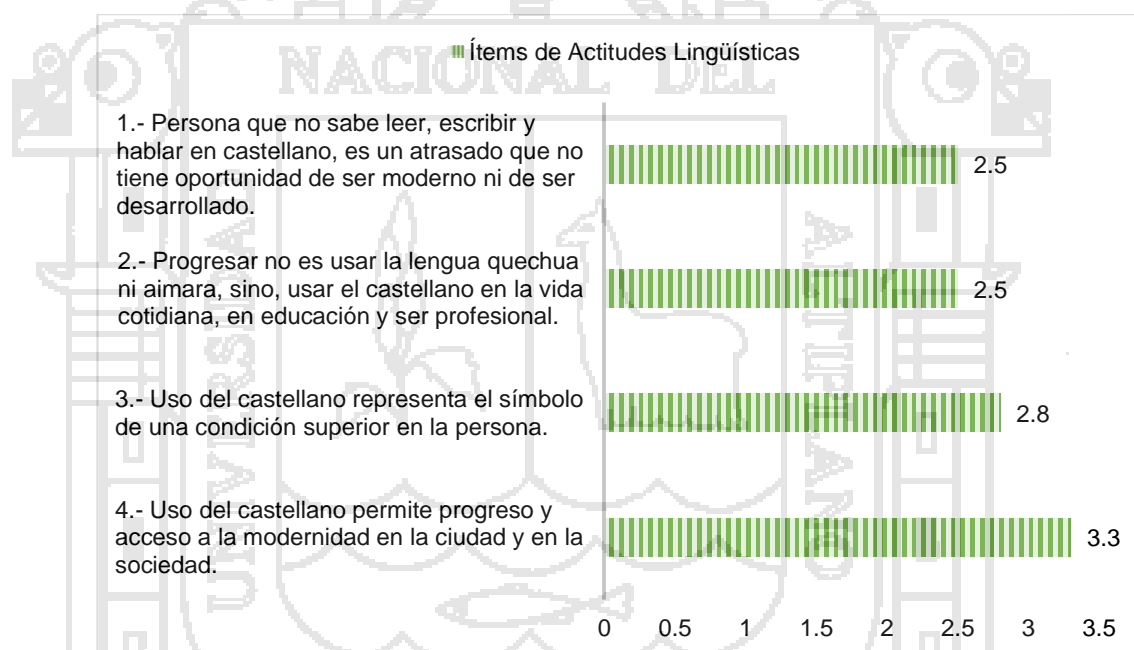 Ítems de Actitudes Lingüísticas
NACIONAL DEL
UNIVERSIDAD
ALTIPLANO
1.- Persona que no sabe leer, escribir y
hablar en castellano, es un atrasado que no
tiene oportunidad de ser moderno ni de ser
desarrollado.
2.5
2.- Progresar no es usar la lengua quechua
ni aimara, sino, usar el castellano en la vida
cotidiana, en educación y ser profesional.
2.5
3.- Uso del castellano representa el símbolo
de una condición superior en la persona.
2.8
4.- Uso del castellano permite progreso y
acceso a la modernidad en la ciudad y en la
sociedad.
3.3
0 0.5 1 1.5 2 2.5 3 3.5